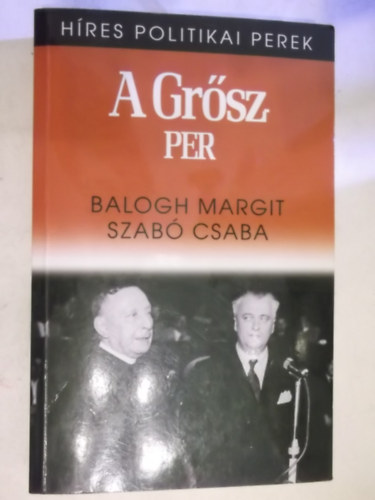 HÍRES POLITIKAI PEREK
A GRŐSZ
PER
BALOGH MARGIT
SZABÓ CSABA